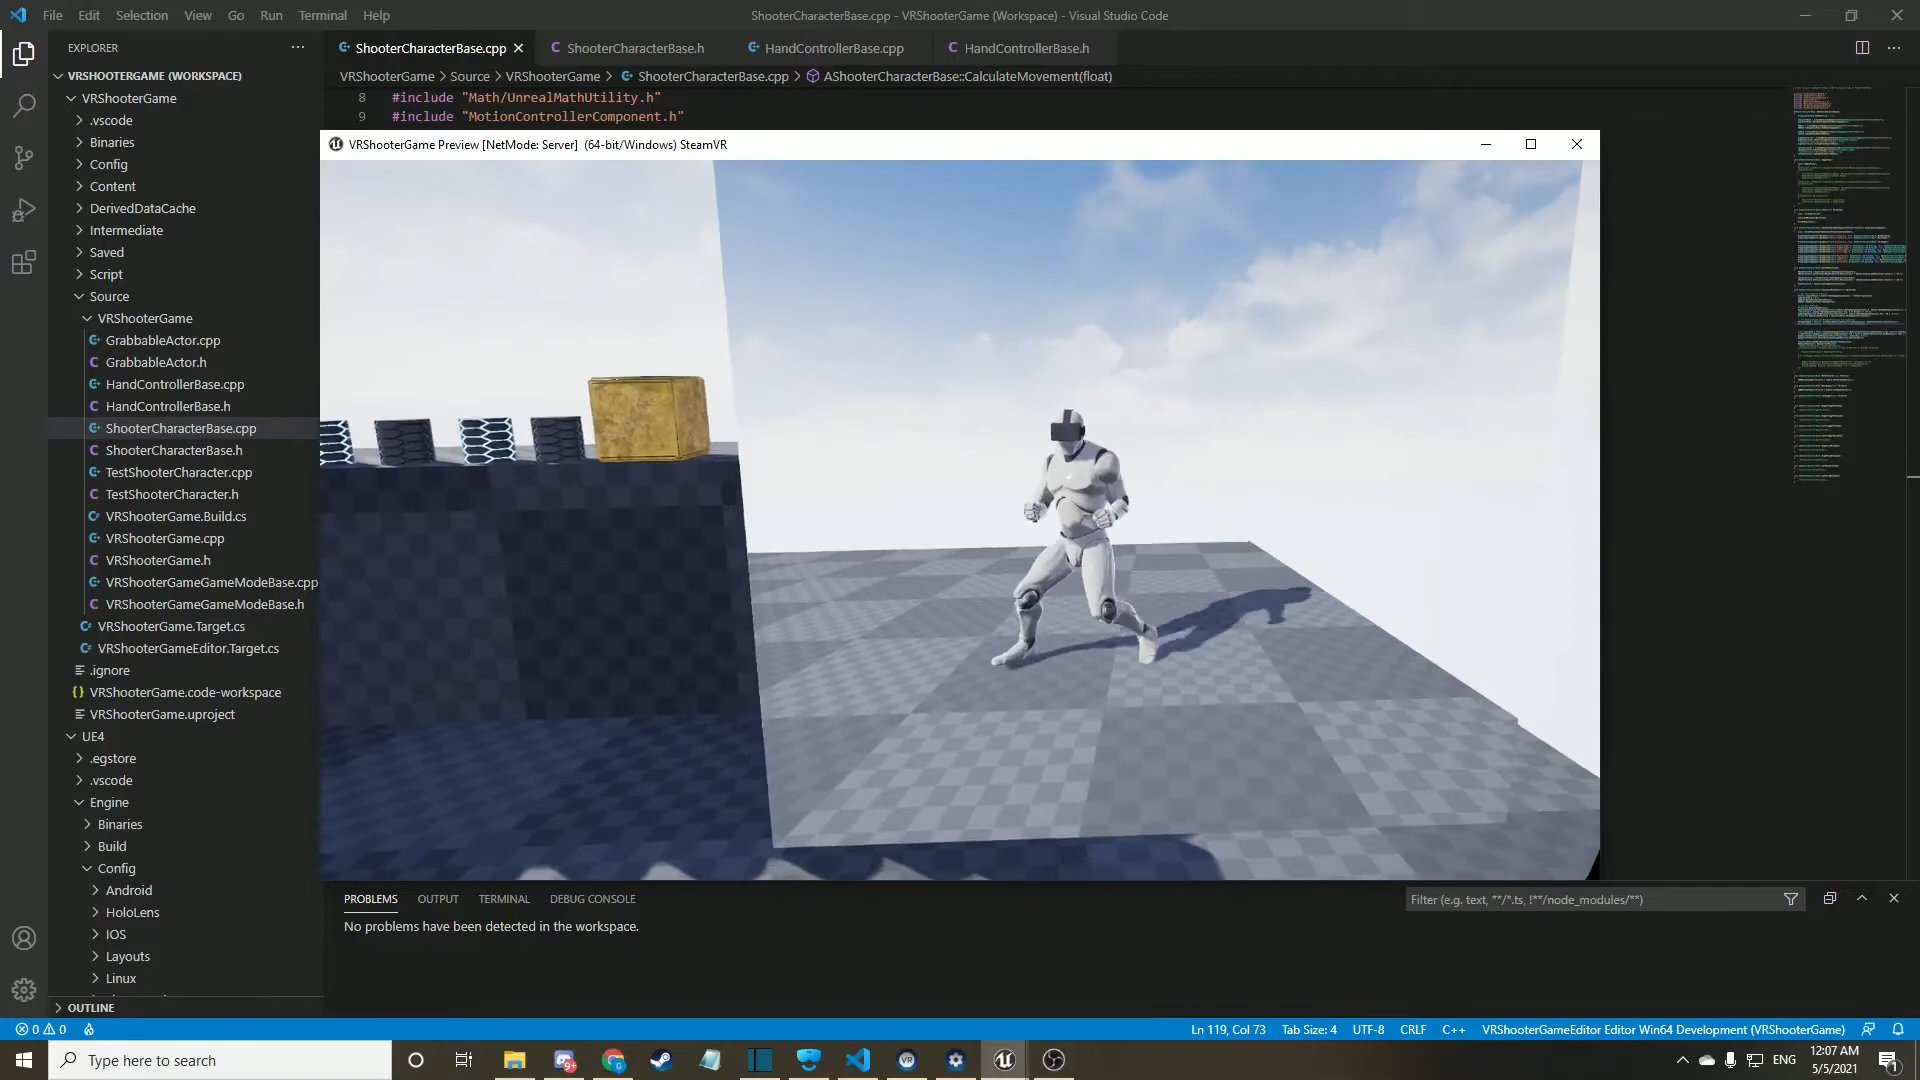 File Edit Selection View Go Run Terminal Help
ShooterCharacterBase.cpp - VRShooterGame (Workspace) - Visual Studio Code
EXPLORER
ShooterCharacterBase.cpp
ShooterCharacterBase.h
HandControllerBase.cpp
HandControllerBase.h
VRSHOOTERGAME (WORKSPACE)
VRShooterGame > Source > VRShooterGame > ShooterCharacterBase.cpp > AShooterCharacterBase::CalculateMovement(float)
8 #include "Math/UnrealMathUtility.h"
9 #include "MotionControllerComponent.h"
VRShooterGame
.vscode
Binaries
Config
Content
DerivedDataCache
Intermediate
Saved
Script
Source
VRShooterGame
GrabbableActor.cpp
GrabbableActor.h
HandControllerBase.cpp
HandControllerBase.h
ShooterCharacterBase.cpp
ShooterCharacterBase.h
TestShooterCharacter.cpp
TestShooterCharacter.h
VRShooterGame.Build.cs
VRShooterGame.cpp
VRShooterGame.h
VRShooterGameGameModeBase.cpp
VRShooterGameGameModeBase.h
VRShooterGame.Target.cs
VRShooterGameEditor.Target.cs
.ignore
VRShooterGame.code-workspace
VRShooterGame.uproject
UE4
.egstore
.vscode
Engine
Binaries
Build
Config
Android
HoloLens
IOS
Layouts
Linux
OUTLINE
VRShooterGame Preview [NetMode: Server] (64-bit/Windows) SteamVR
PROBLEMS OUTPUT TERMINAL DEBUG CONSOLE
Filter (e.g. text, **/*.ts, !**/node_modules/**)
No problems have been detected in the workspace.
0 0
Ln 119, Col 73 Tab Size: 4 UTF-8 CRLF C++ VRShooterGameEditor Editor Win64 Development (VRShooterGame)
Type here to search
VR
ENG
12:07 AM
5/5/2021